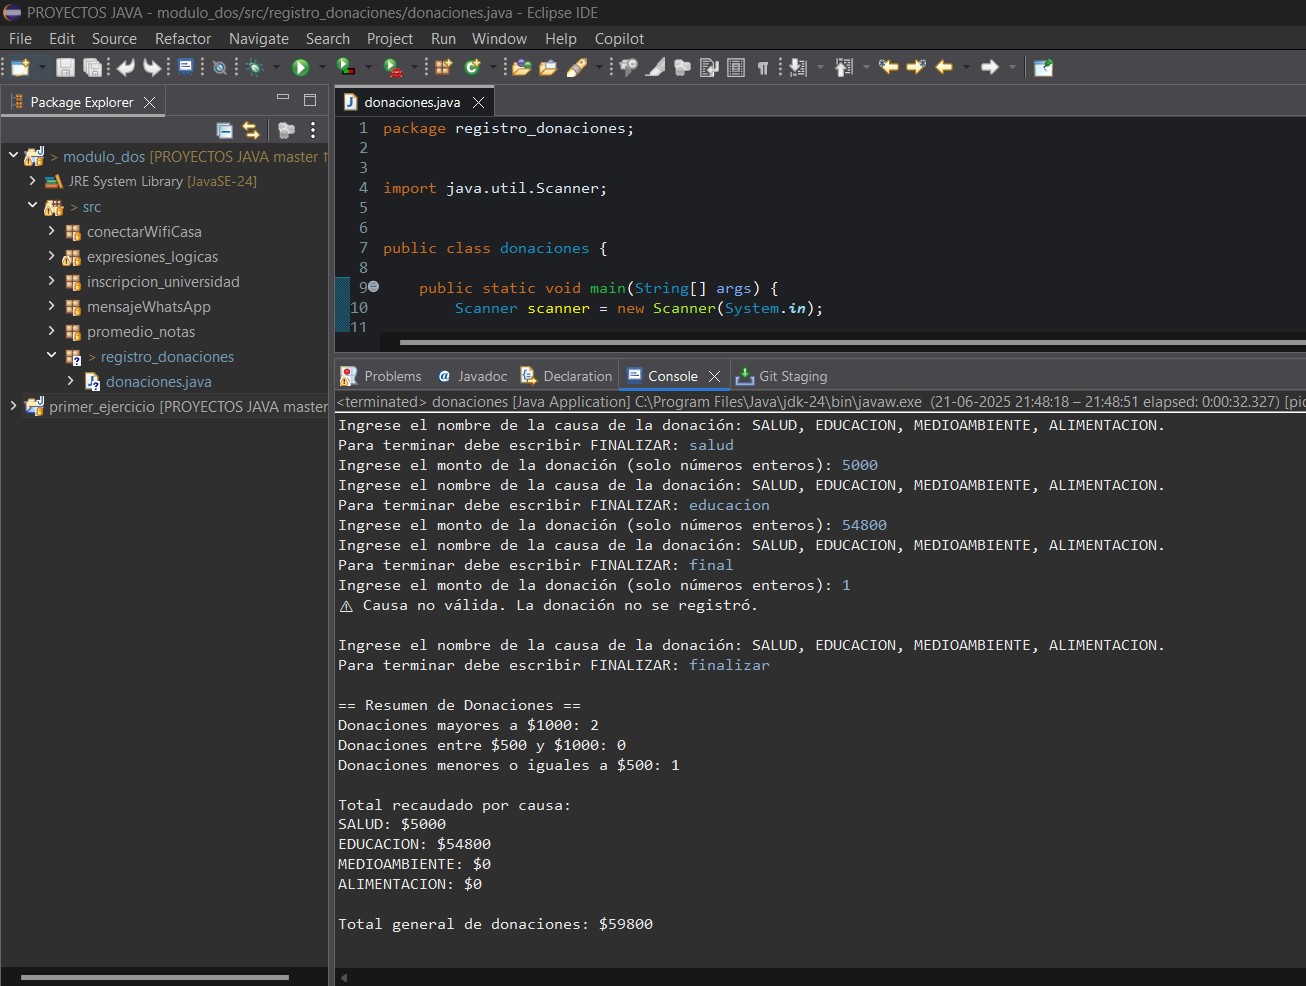 PROYECTOS JAVA - modulo_dos/src/registro_donaciones/donaciones.java - Eclipse IDE
File Edit Source Refactor Navigate Search Project Run Window Help Copilot
Package Explorer
> modulo_dos [PROYECTOS JAVA master ↑
JRE System Library [JavaSE-24]
> src
conectarWifiCasa
expresiones_logicas
inscripcion_universidad
mensajeWhatsApp
promedio_notas
> registro_donaciones
donaciones.java
primer_ejercicio [PROYECTOS JAVA master
donaciones.java
1 package registro_donaciones;
2
3
4 import java.util.Scanner;
5
6
7 public class donaciones {
8
9 public static void main(String[] args) {
10 Scanner scanner = new Scanner(System.in);
11
Problems Javadoc Declaration Console Git Staging
<terminated> donaciones [Java Application] C:\Program Files\Java\jdk-24\bin\javaw.exe (21-06-2025 21:48:18 – 21:48:51 elapsed: 0:00:32.327) [pid
Ingrese el nombre de la causa de la donación: SALUD, EDUCACION, MEDIOAMBIENTE, ALIMENTACION.
Para terminar debe escribir FINALIZAR: salud
Ingrese el monto de la donación (solo números enteros): 5000
Ingrese el nombre de la causa de la donación: SALUD, EDUCACION, MEDIOAMBIENTE, ALIMENTACION.
Para terminar debe escribir FINALIZAR: educacion
Ingrese el monto de la donación (solo números enteros): 54800
Ingrese el nombre de la causa de la donación: SALUD, EDUCACION, MEDIOAMBIENTE, ALIMENTACION.
Para terminar debe escribir FINALIZAR: final
Ingrese el monto de la donación (solo números enteros): 1
⚠ Causa no válida. La donación no se registró.
Ingrese el nombre de la causa de la donación: SALUD, EDUCACION, MEDIOAMBIENTE, ALIMENTACION.
Para terminar debe escribir FINALIZAR: finalizar
== Resumen de Donaciones ==
Donaciones mayores a $1000: 2
Donaciones entre $500 y $1000: 0
Donaciones menores o iguales a $500: 1
Total recaudado por causa:
SALUD: $5000
EDUCACION: $54800
MEDIOAMBIENTE: $0
ALIMENTACION: $0
Total general de donaciones: $59800